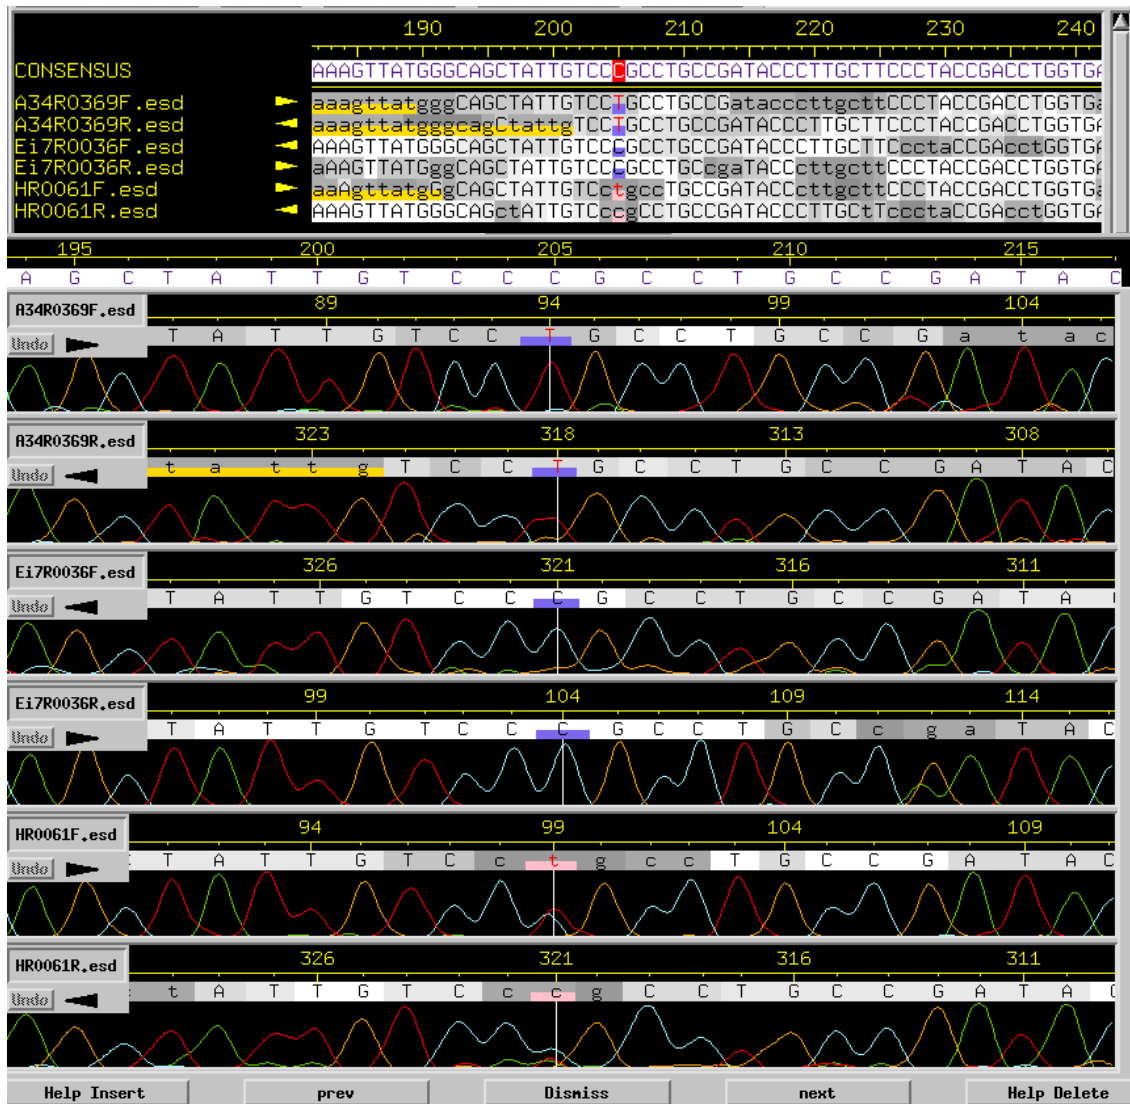 190 200 210 220 230 240
CONSENSUS AAAGTTATGGGCAGCTATTGTCCCGCCTGCCGATACCCTTGCTTCCCTACCGACCTGGTGA
A34R0369F.esd aaagttatgggCAGCTATTGTCCTGCCTGCCGatacccttgcttCCCTACCGACCTGGTGa
A34R0369R.esd aaagttatgggcagCtattgTCCTGCCTGCCGATACCCTTGCTTCCCTACCGACCTGGTGA
Ei7R0036F.esd AAAGTTATGGGCAGCTATTGTCCCGCCTGCCGATACCCTTGCTTCcctaCCGAcctGGTGA
Ei7R0036R.esd aAAGTTATGggCAGCTATTGTCCCGCCTGCcgaTACCcttgcttCCCTACCGACCTGGTGA
HR0061F.esd aaAgttatgGgCAGCTATTGTCctgccTGCCGATACCcttgcttCCCTACCGACCTGGTGa
HR0061R.esd AAAGTTATGGGCAGctATTGTCccgCCTGCCGATACCCTTGCttCcctaCCGAcctGGTGA
195 200 205 210 215
A G C T A T T G T C C C G C C T G C C G A T A C
A34R0369F.esd 89 94 99 104
Undo T A T T G T C C T G C C T G C C G a t a c
A34R0369R.esd 323 318 313 308
Undo t a t t g T C C T G C C T G C C G A T A C
Ei7R0036F.esd 326 321 316 311
Undo T A T T G T C C C G C C T G C C G A T A
Ei7R0036R.esd 99 104 109 114
Undo T A T T G T C C C G C C T G C c g a T A C
HR0061F.esd 94 99 104 109
Undo T A T T G T C c t g c c T G C C G A T A C
HR0061R.esd 326 321 316 311
Undo t A T T G T C c c g C C T G C C G A T A
Help Insert prev Dismiss next Help Delete